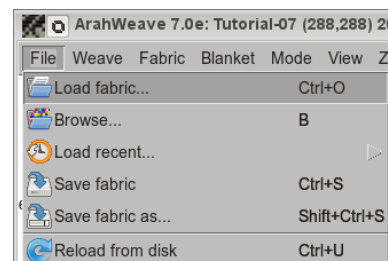 ArahWeave 7.0e: Tutorial-07 (288,288)
File Weave Fabric Blanket Mode View
Load fabric... Ctrl+O
Browse... B
Load recent...
Save fabric Ctrl+S
Save fabric as... Shift+Ctrl+S
Reload from disk Ctrl+U